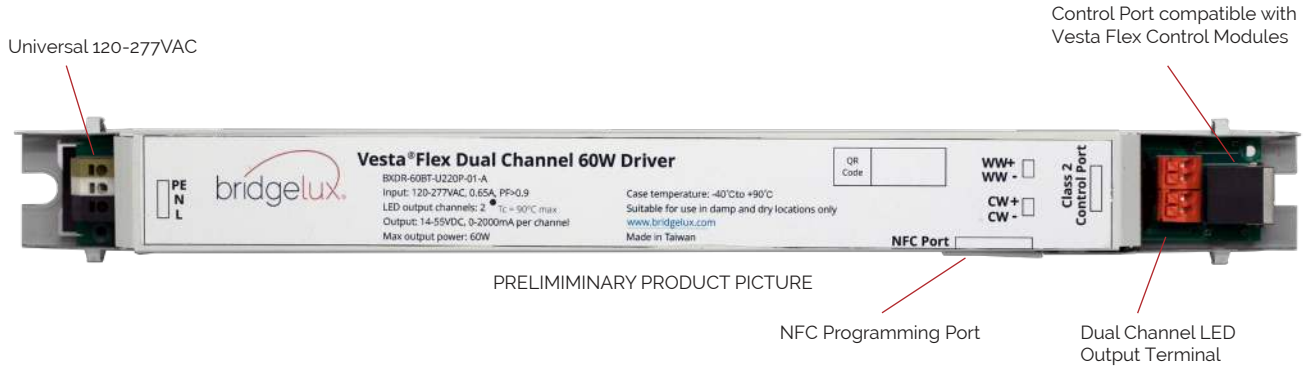 Control Port compatible with
Vesta Flex Control Modules
Universal 120-277VAC
PE
N
L
bridgelux.
Vesta®Flex Dual Channel 60W Driver
BXDR-60BT-U220P-01-A
Input: 120-277VAC, 0.65A, PF>0.9
LED output channels: 2 Tc = 90°C max
Output: 14-55VDC, 0-2000mA per channel
Max output power: 60W
Case temperature: -40°Cto +90°C
Suitable for use in damp and dry locations only
www.bridgelux.com
Made in Taiwan
QR
Code
WW+
WW -
CW +
CW -
Class 2
Control Port
NFC Port
PRELIMIMINARY PRODUCT PICTURE
NFC Programming Port
Dual Channel LED
Output Terminal